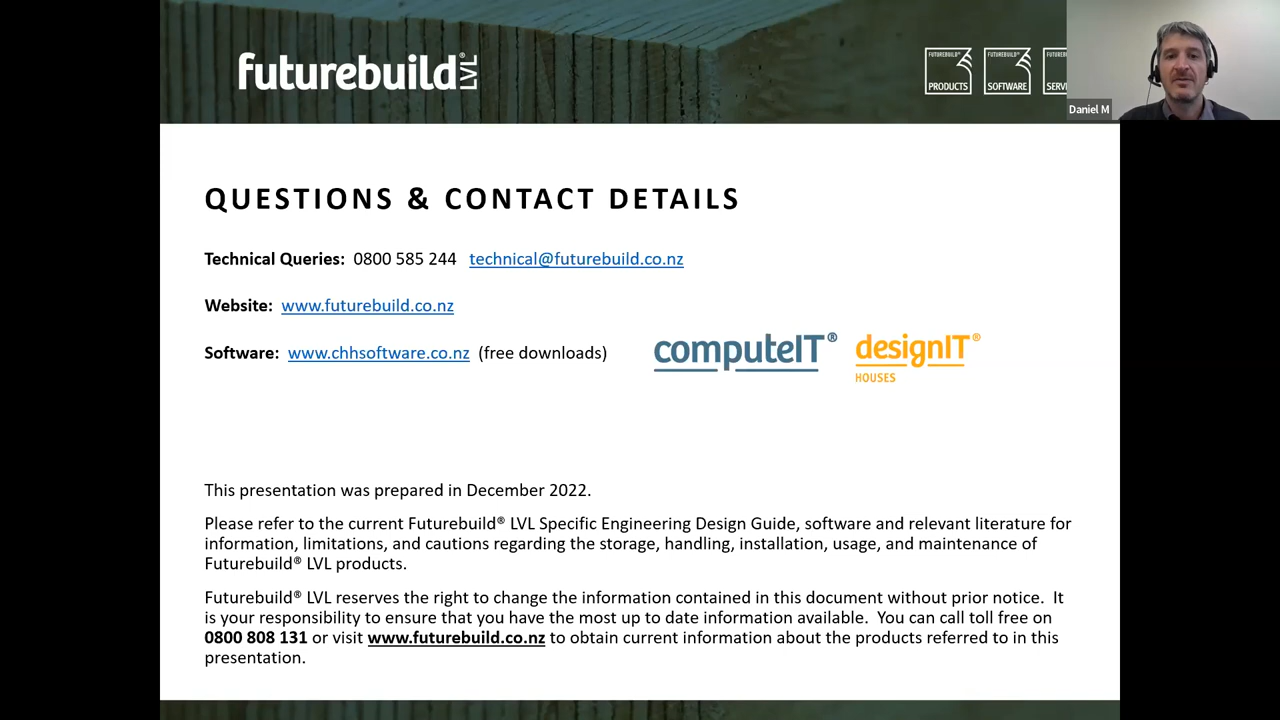 futurebuild® LVL
FUTUREBUILD® PRODUCTS
FUTUREBUILD® SOFTWARE
Daniel M
QUESTIONS & CONTACT DETAILS
Technical Queries: 0800 585 244 technical@futurebuild.co.nz
Website: www.futurebuild.co.nz
Software: www.chhsoftware.co.nz (free downloads)
computeIT®
designIT®
HOUSES
This presentation was prepared in December 2022.
Please refer to the current Futurebuild® LVL Specific Engineering Design Guide, software and relevant literature for
information, limitations, and cautions regarding the storage, handling, installation, usage, and maintenance of
Futurebuild® LVL products.
Futurebuild® LVL reserves the right to change the information contained in this document without prior notice. It
is your responsibility to ensure that you have the most up to date information available. You can call toll free on
0800 808 131 or visit www.futurebuild.co.nz to obtain current information about the products referred to in this
presentation.